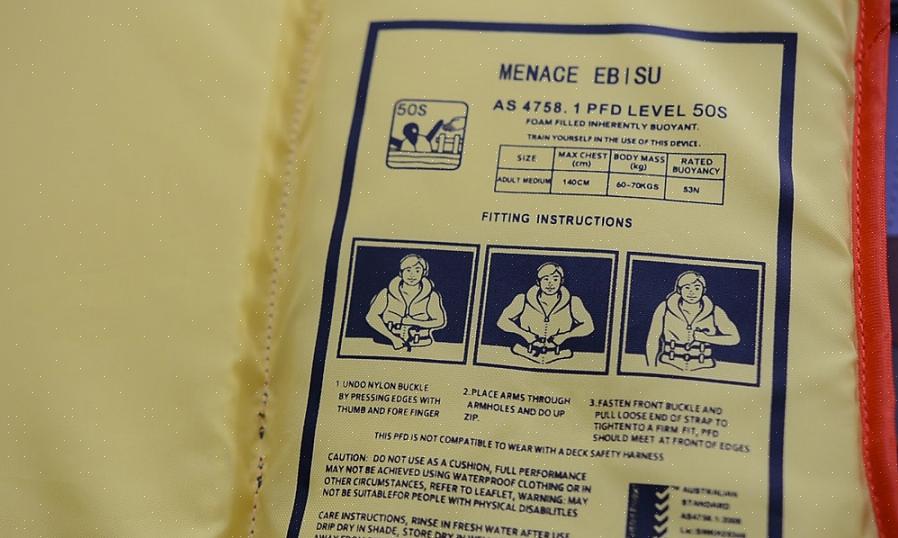 MENACE EBISU
50S
AS 4758.1 PFD LEVEL 50S
FOAM FILLED INHERENTLY BUOYANT.
TRAIN YOURSELF IN THE USE OF THIS DEVICE.
SIZE MAX CHEST (cm) BODY MASS (kg) RATED BUOYANCY
ADULT MEDIUM 140CM 60-70KGS 53N
FITTING INSTRUCTIONS
1 UNDO NYLON BUCKLE
BY PRESSING EDGES WITH
THUMB AND FORE FINGER
2.PLACE ARMS THROUGH
ARMHOLES AND DO UP
ZIP.
3.FASTEN FRONT BUCKLE AND
PULL LOOSE END OF STRAP TO
TIGHTENTO A FIRM FIT, PFD
SHOULD MEET AT FRONT OF EDGES
THIS PFD IS NOT COMPATIBLE TO WEAR WITH A DECK SAFETY HARNESS
CAUTION: DO NOT USE AS A CUSHION, FULL PERFORMANCE
MAY NOT BE ACHIEVED USING WATERPROOF CLOTHING OR IN
OTHER CIRCUMSTANCES, REFER TO LEAFLET, WARNING: MAY
NOT BE SUITABLEFOR PEOPLE WITH PHYSICAL DISABILITLES
CARE INSTRUCTIONS, RINSE IN FRESH WATER AFTER USE
DRIP DRY IN SHADE, STORE DRY IN
AUSTRALIAN
STANDARD
AS4758.1:2008